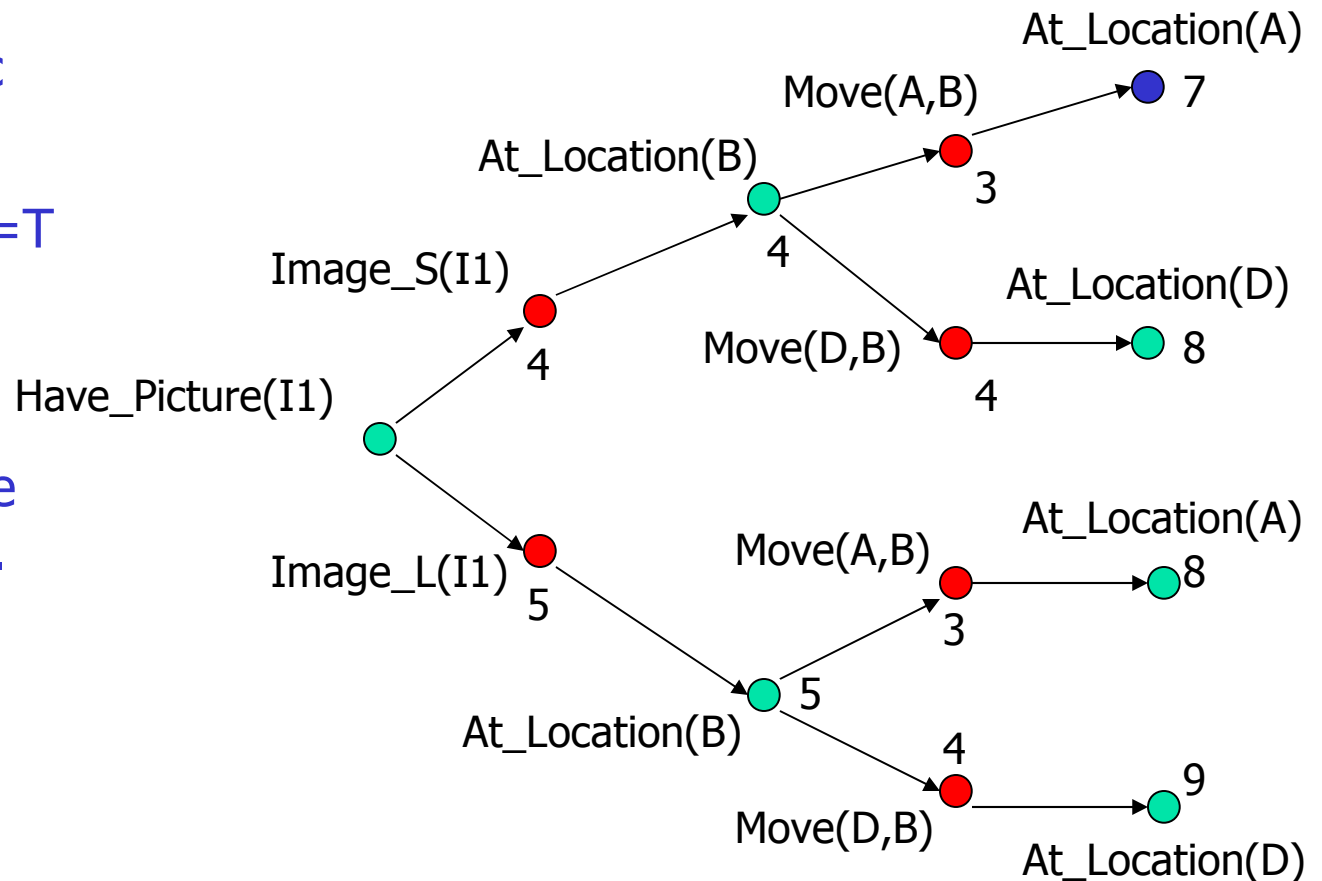 c
At_Location(A)
Move(A,B)
7
At_Location(B)
3
=T
4
Image_S(I1)
At_Location(D)
Move(D,B)
8
4
4
Have_Picture(I1)
e
At_Location(A)
Move(A,B)
8
Image_L(I1)
5
3
5
At_Location(B)
4
9
Move(D,B)
At_Location(D)